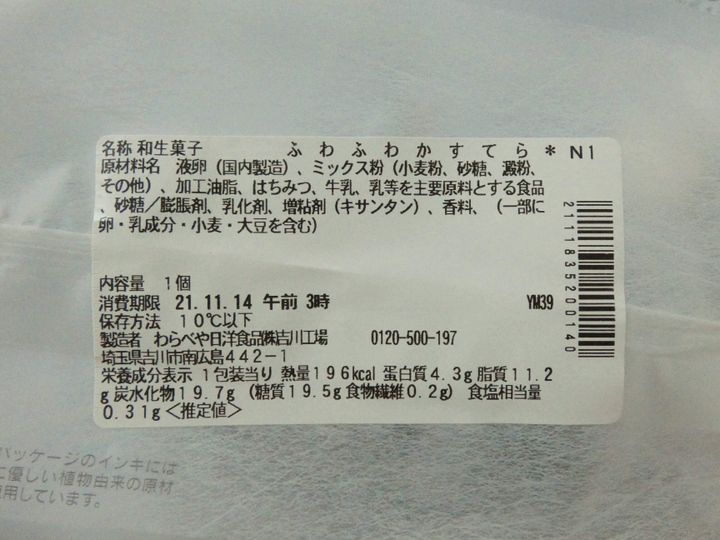 名称 和生菓子 ふわふわかすてら＊ N1
原材料名 液卵（国内製造）、ミックス粉（小麦粉、砂糖、澱粉、
その他）、加工油脂、はちみつ、牛乳、乳等を主要原料とする食品
、砂糖／膨脹剤、乳化剤、増粘剤（キサンタン）、香料、（一部に
卵・乳成分・小麦・大豆を含む）
2111835200140
内容量 1個
消費期限 21.11.14 午前 3時 YM39
保存方法 10℃以下
製造者 わらべや日洋食品㈱吉川工場 0120-500-197
埼玉県吉川市南広島442-1
栄養成分表示 1包装当り 熱量196kcal 蛋白質4.3g 脂質11.2
g 炭水化物19.7g（糖質19.5g 食物繊維0.2g） 食塩相当量
0.31g＜推定値＞
パッケージのインキには
に優しい植物由来の原材
使用しています。